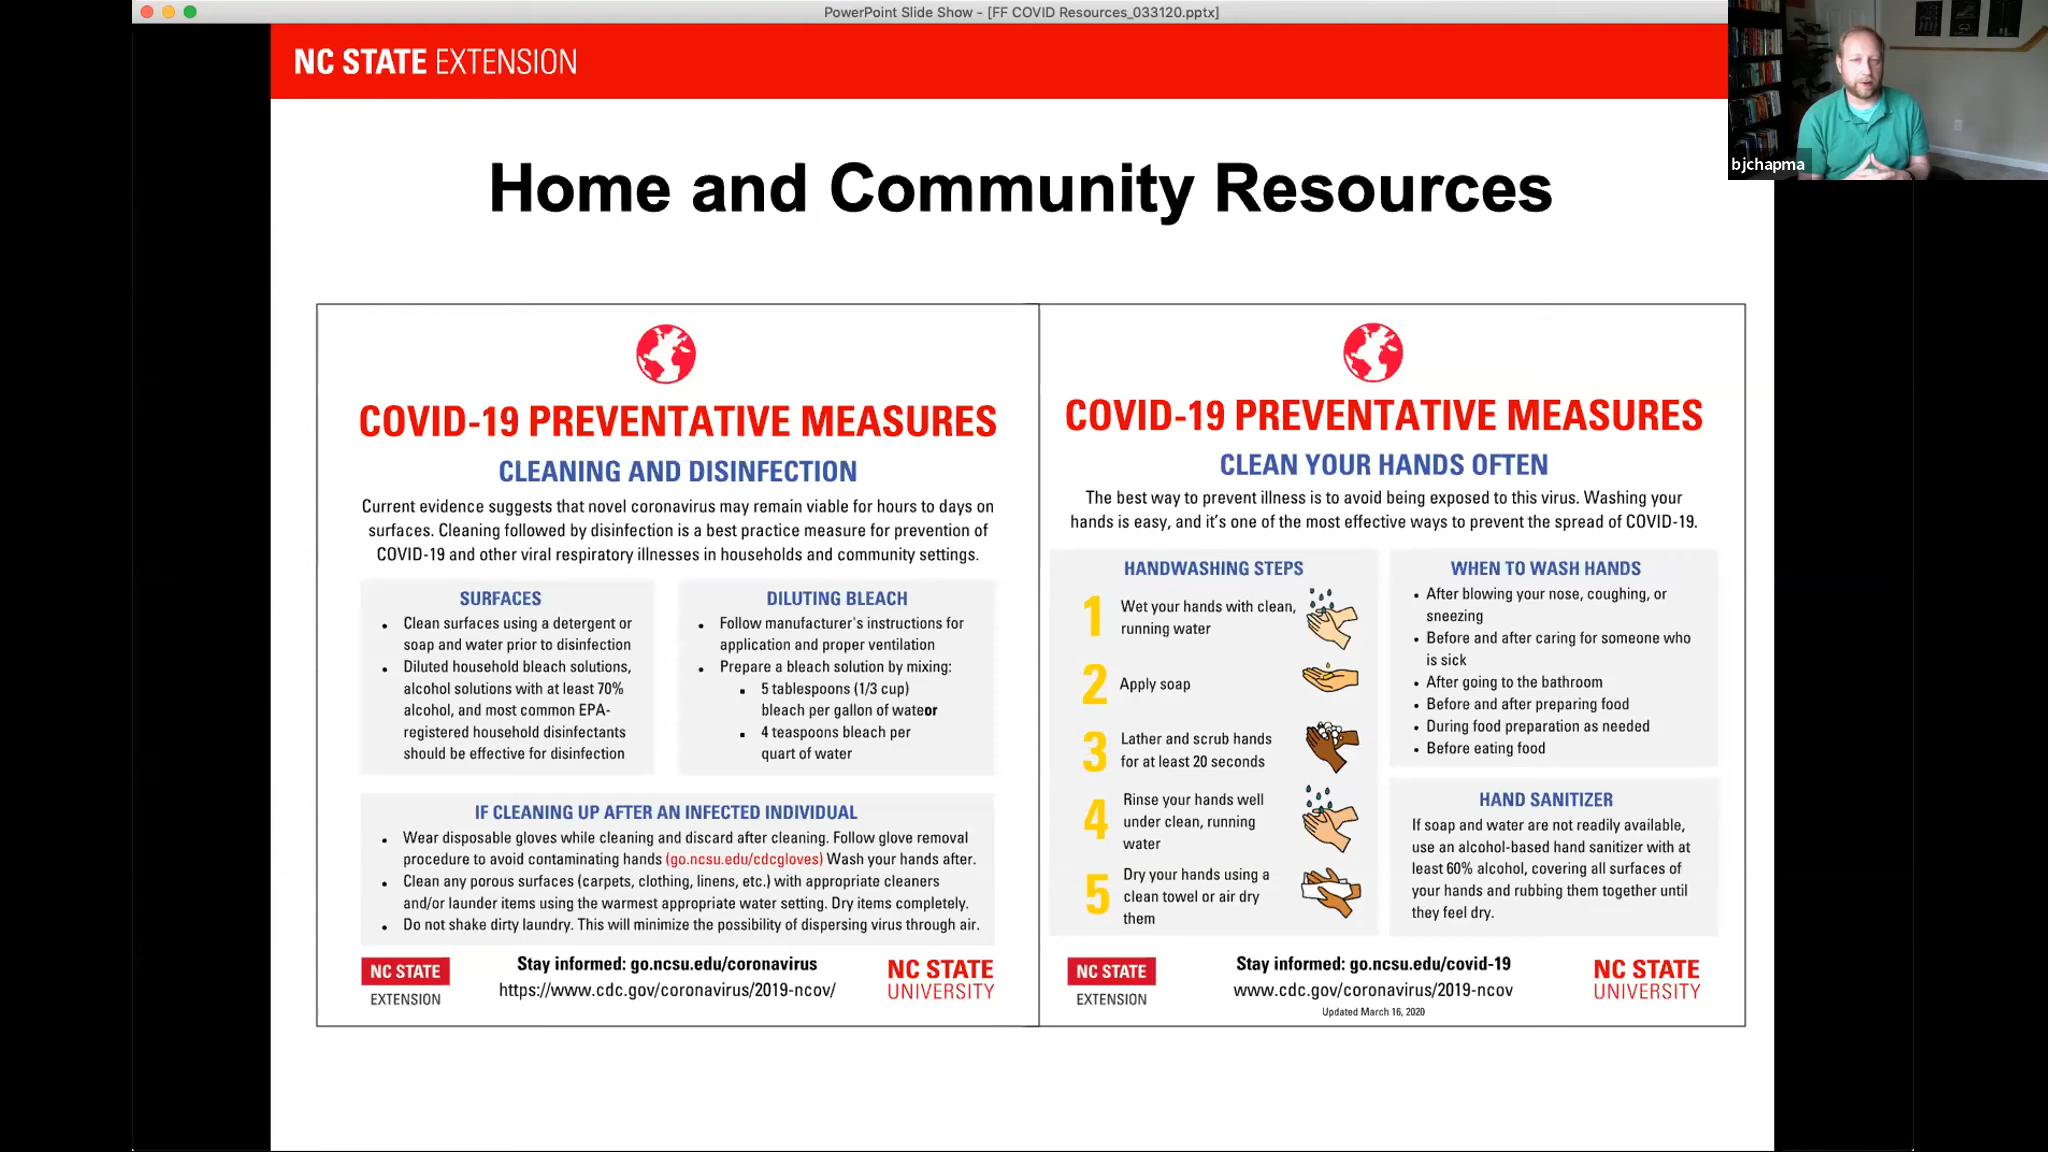 PowerPoint Slide Show - [FF COVID Resources_033120.pptx]
NC STATE EXTENSION
bjchapma
Home and Community Resources
COVID-19 PREVENTATIVE MEASURES
CLEANING AND DISINFECTION
Current evidence suggests that novel coronavirus may remain viable for hours to days on
surfaces. Cleaning followed by disinfection is a best practice measure for prevention of
COVID-19 and other viral respiratory illnesses in households and community settings.
SURFACES
• Clean surfaces using a detergent or
soap and water prior to disinfection
• Diluted household bleach solutions,
alcohol solutions with at least 70%
alcohol, and most common EPA-
registered household disinfectants
should be effective for disinfection
DILUTING BLEACH
• Follow manufacturer's instructions for
application and proper ventilation
• Prepare a bleach solution by mixing:
▪ 5 tablespoons (1/3 cup)
bleach per gallon of wateor
▪ 4 teaspoons bleach per
quart of water
IF CLEANING UP AFTER AN INFECTED INDIVIDUAL
• Wear disposable gloves while cleaning and discard after cleaning. Follow glove removal
procedure to avoid contaminating hands (go.ncsu.edu/cdcgloves) Wash your hands after.
• Clean any porous surfaces (carpets, clothing, linens, etc.) with appropriate cleaners
and/or launder items using the warmest appropriate water setting. Dry items completely.
• Do not shake dirty laundry. This will minimize the possibility of dispersing virus through air.
NC STATE
EXTENSION
Stay informed: go.ncsu.edu/coronavirus
https://www.cdc.gov/coronavirus/2019-ncov/
NC STATE
UNIVERSITY
COVID-19 PREVENTATIVE MEASURES
CLEAN YOUR HANDS OFTEN
The best way to prevent illness is to avoid being exposed to this virus. Washing your
hands is easy, and it's one of the most effective ways to prevent the spread of COVID-19.
HANDWASHING STEPS
1 Wet your hands with clean,
running water
2 Apply soap
3 Lather and scrub hands
for at least 20 seconds
4 Rinse your hands well
under clean, running
water
5 Dry your hands using a
clean towel or air dry
them
WHEN TO WASH HANDS
• After blowing your nose, coughing, or
sneezing
• Before and after caring for someone who
is sick
• After going to the bathroom
• Before and after preparing food
• During food preparation as needed
• Before eating food
HAND SANITIZER
If soap and water are not readily available,
use an alcohol-based hand sanitizer with at
least 60% alcohol, covering all surfaces of
your hands and rubbing them together until
they feel dry.
NC STATE
EXTENSION
Stay informed: go.ncsu.edu/covid-19
www.cdc.gov/coronavirus/2019-ncov
Updated March 16, 2020
NC STATE
UNIVERSITY